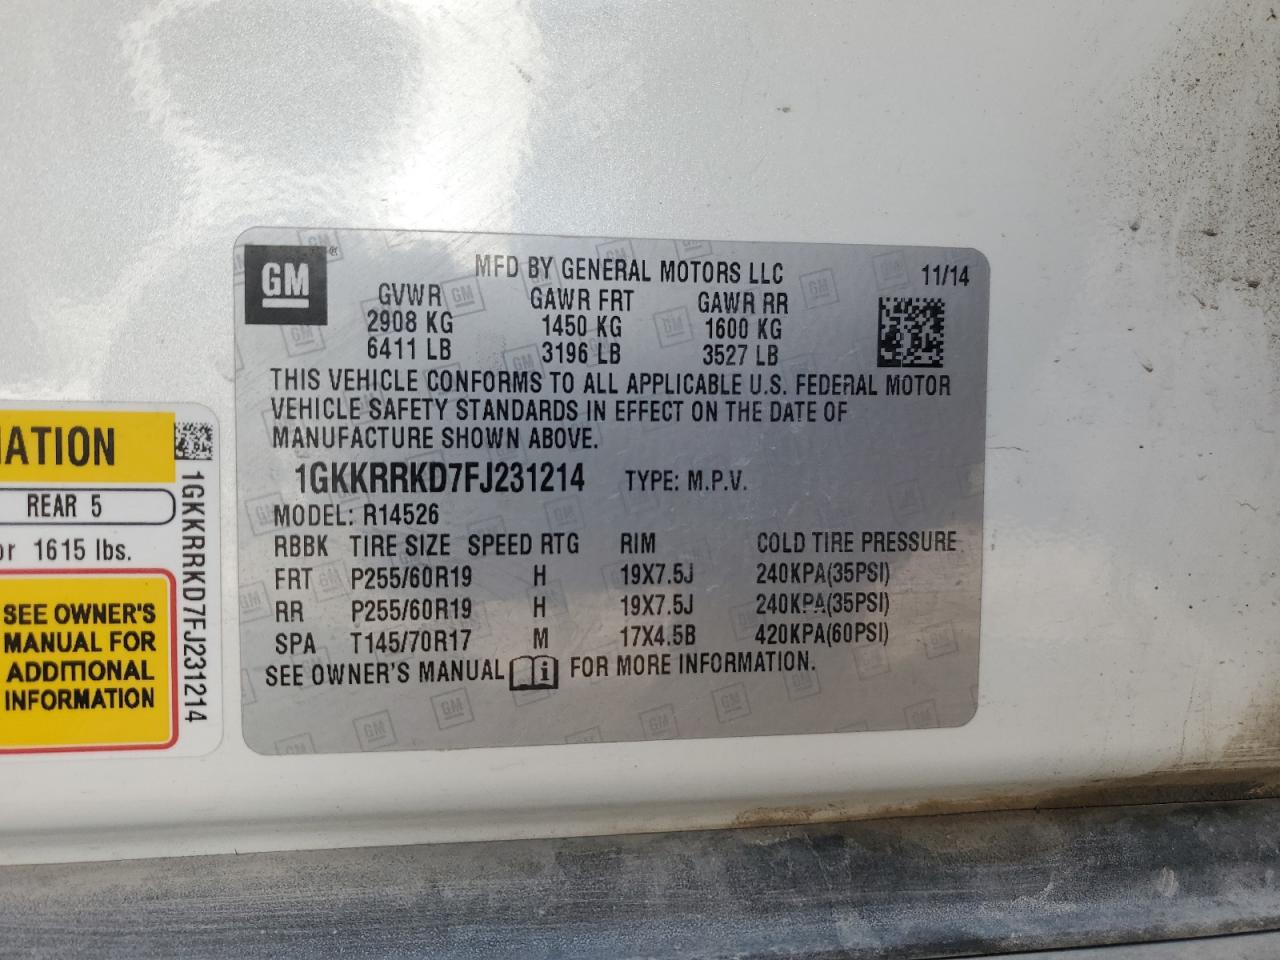 GM
MFD BY GENERAL MOTORS LLC 11/14
GVWR GAWR FRT GAWR RR
2908 KG 1450 KG 1600 KG
6411 LB 3196 LB 3527 LB
THIS VEHICLE CONFORMS TO ALL APPLICABLE U.S. FEDERAL MOTOR
VEHICLE SAFETY STANDARDS IN EFFECT ON THE DATE OF
MANUFACTURE SHOWN ABOVE.
1GKKRRKD7FJ231214 TYPE: M.P.V.
MODEL: R14526
RBBK TIRE SIZE SPEED RTG RIM COLD TIRE PRESSURE
FRT P255/60R19 H 19X7.5J 240KPA(35PSI)
RR P255/60R19 H 19X7.5J 240KPA(35PSI)
SPA T145/70R17 M 17X4.5B 420KPA(60PSI)
SEE OWNER'S MANUAL i FOR MORE INFORMATION.
MATION
REAR 5
or 1615 lbs.
SEE OWNER'S
MANUAL FOR
ADDITIONAL
INFORMATION
1GKKRRKD7FJ231214